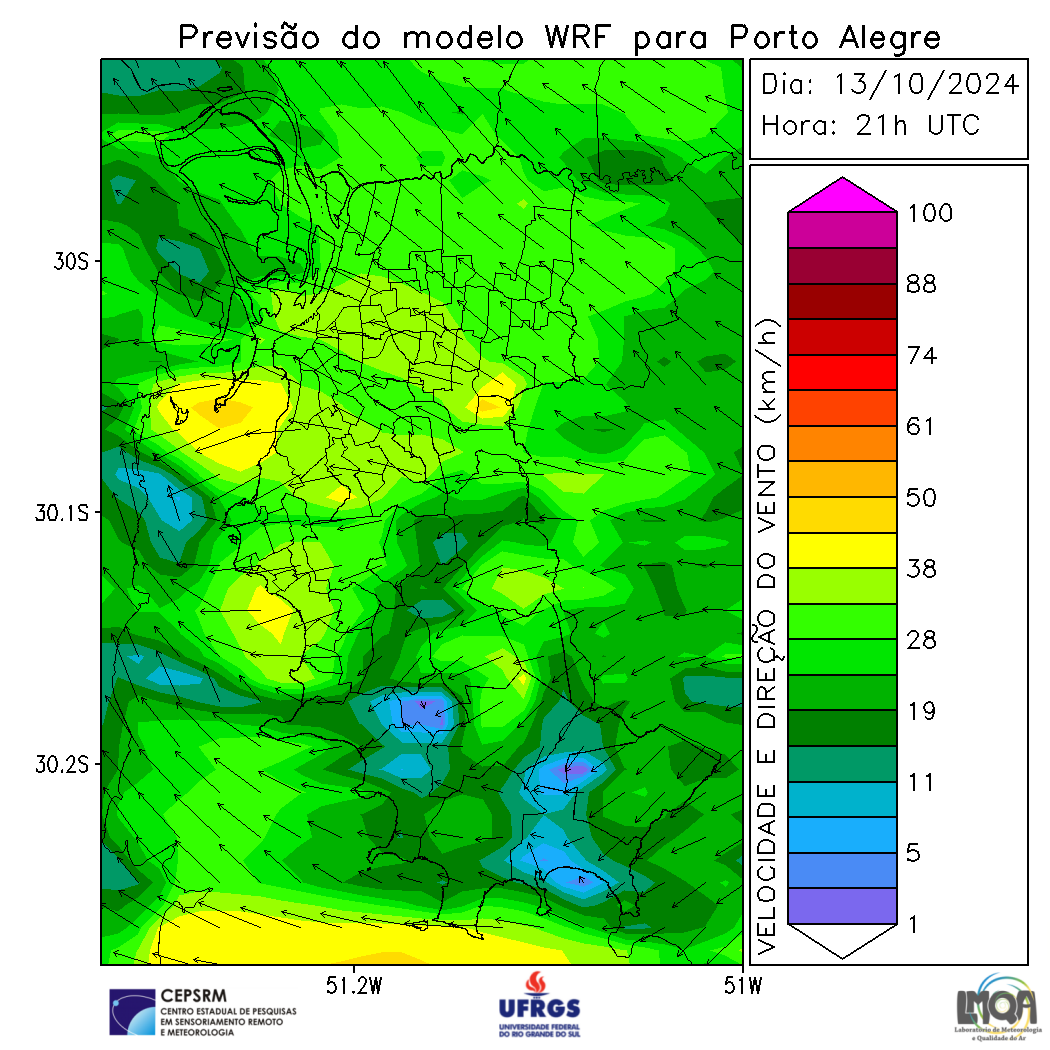 Previsão do modelo WRF para Porto Alegre
Dia: 13/10/2024
Hora: 21h UTC
30S
30.1S
30.2S
51.2W
51W
VELOCIDADE E DIREÇÃO DO VENTO (km/h)
100
88
74
61
50
38
28
19
11
5
1
CEPSRM
CENTRO ESTADUAL DE PESQUISAS
EM SENSORIAMENTO REMOTO
E METEOROLOGIA
UFRGS
UNIVERSIDADE FEDERAL
DO RIO GRANDE DO SUL
LMQA
Laboratório de Meteorologia
e Qualidade do Ar